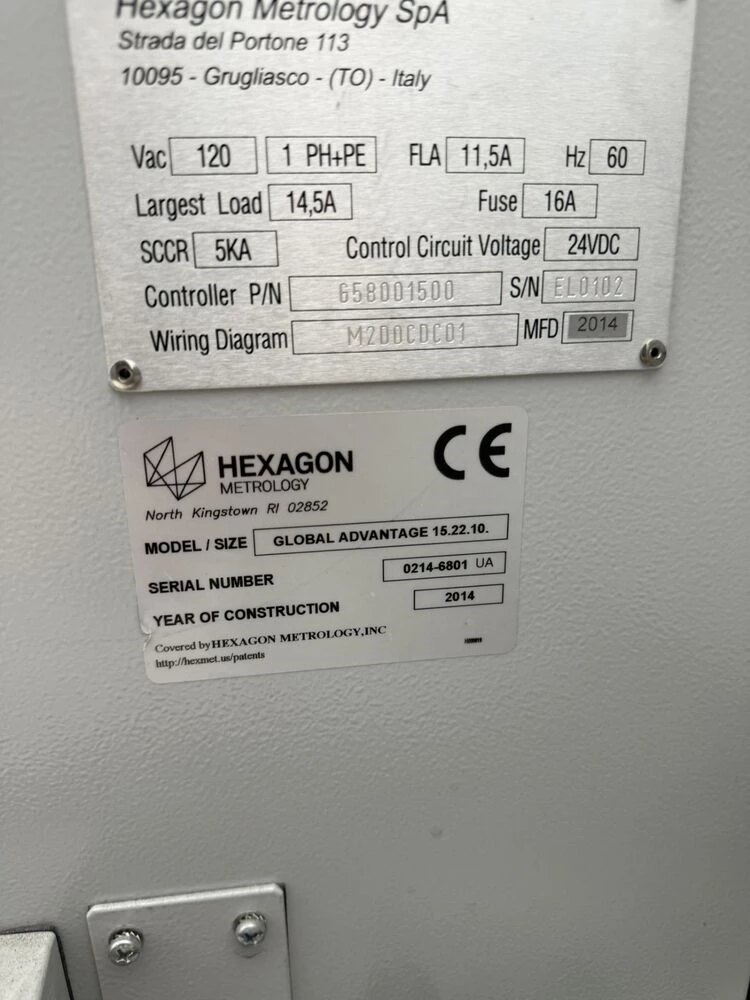 Hexagon Metrology SpA
Strada del Portone 113
10095 - Grugliasco - (TO) - Italy
Vac 120 1 PH+PE FLA 11,5A Hz 60
Largest Load 14,5A Fuse 16A
SCCR 5KA Control Circuit Voltage 24VDC
Controller P/N 658001500 S/N EL0102
Wiring Diagram M2D0CDC01 MFD 2014
HEXAGON CE
METROLOGY
North Kingstown RI 02852
MODEL / SIZE GLOBAL ADVANTAGE 15.22.10.
SERIAL NUMBER 0214-6801 UA
YEAR OF CONSTRUCTION 2014
Covered by HEXAGON METROLOGY,INC
http://hexmet.us/patents